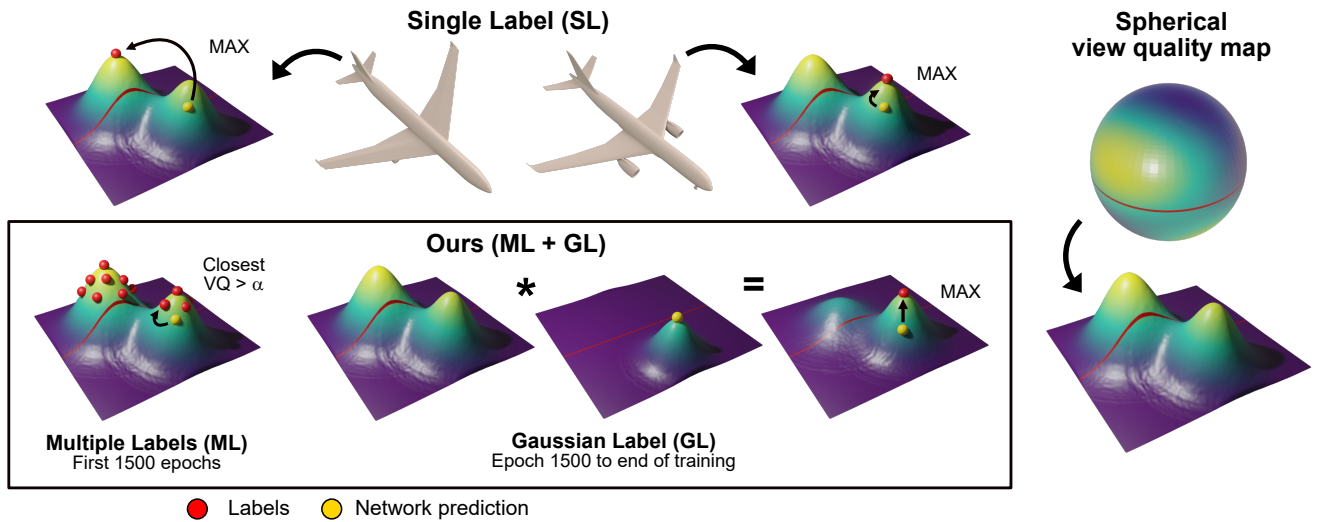 Single Label (SL)
MAX
MAX
Spherical
view quality map
Ours (ML + GL)
Closest
VQ > α
*
=
MAX
Multiple Labels (ML)
First 1500 epochs
Gaussian Label (GL)
Epoch 1500 to end of training
Labels
Network prediction